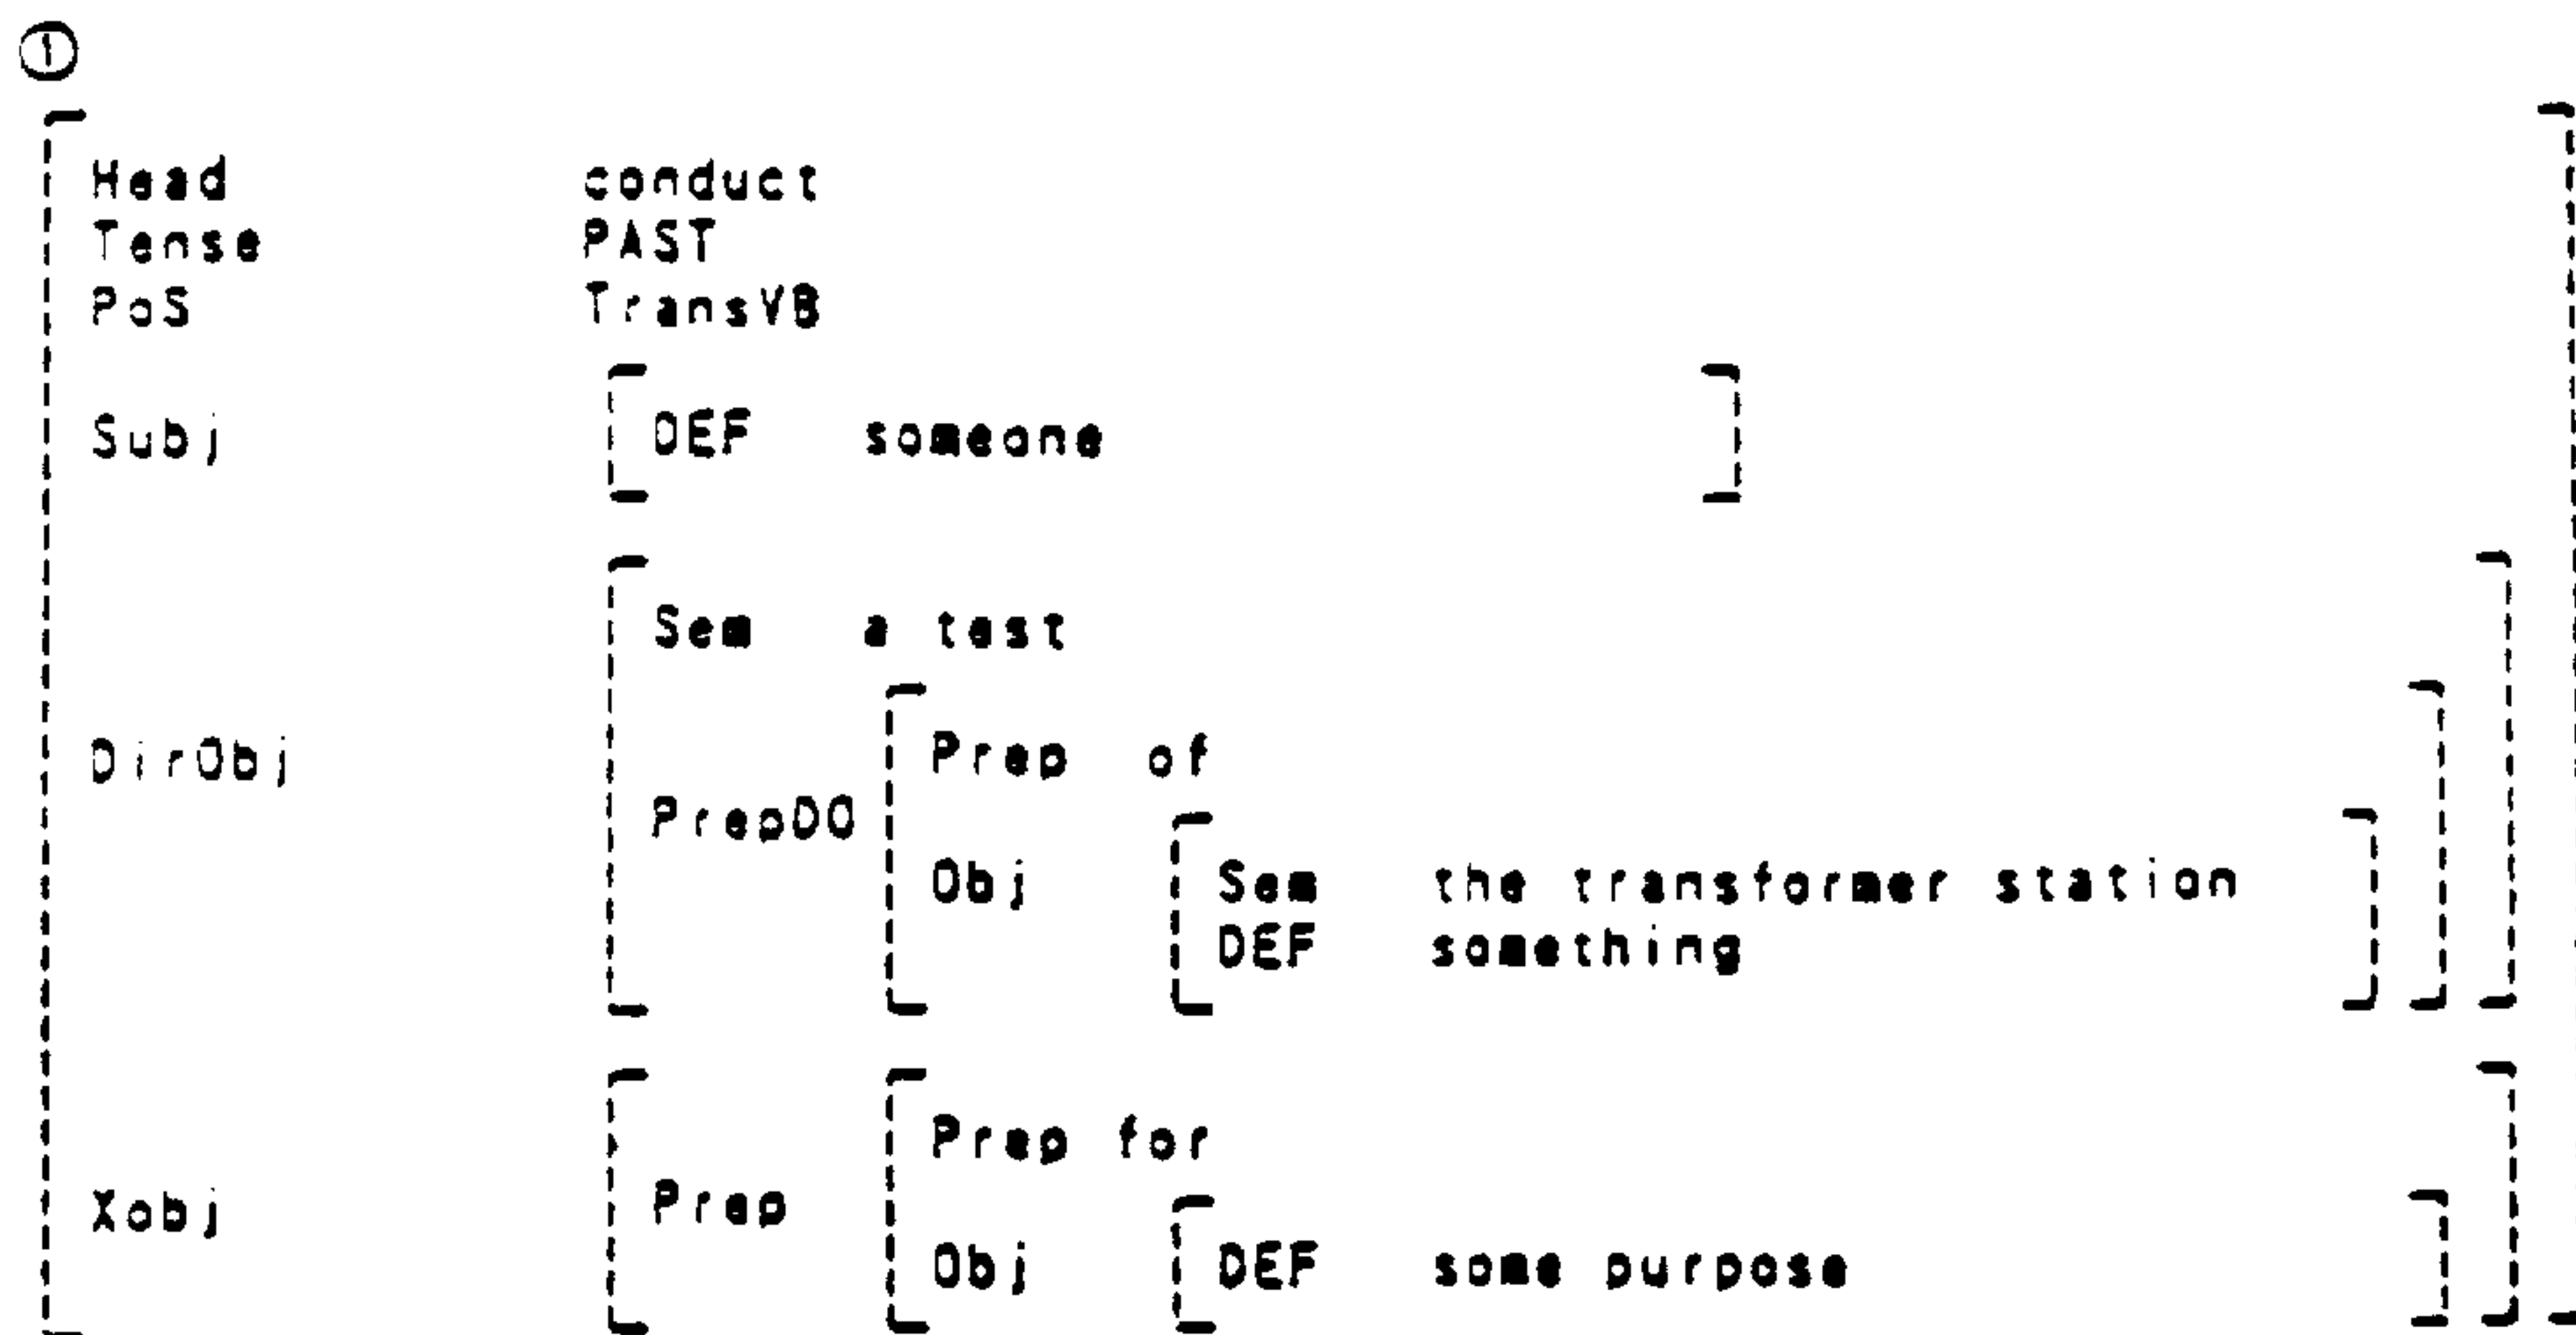 ①
Head conduct
Tense PAST
PoS TransVB
Subj DEF someone
Sem a test
Prep of
DirObj
PrepDO
Obj Sem the transformer station
DEF something
Prep for
Xobj Prep
Obj DEF some purpose